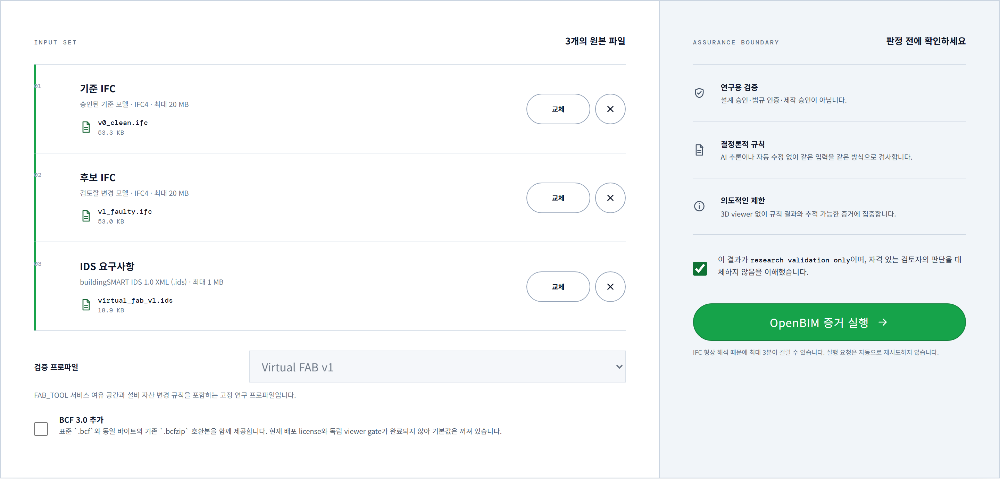 INPUT SET
3개의 원본 파일
01
기준 IFC
승인된 기준 모델 · IFC4 · 최대 20 MB
v0_clean.ifc
53.3 KB
교체
02
후보 IFC
검토할 변경 모델 · IFC4 · 최대 20 MB
v1_faulty.ifc
53.0 KB
교체
03
IDS 요구사항
buildingSMART IDS 1.0 XML (.ids) · 최대 1 MB
virtual_fab_v1.ids
18.9 KB
교체
검증 프로파일
Virtual FAB v1
FAB_TOOL 서비스 여유 공간과 설비 자산 변경 규칙을 포함하는 고정 연구 프로파일입니다.
BCF 3.0 추가
표준 `.bcf`와 동일 바이트의 기존 `.bcfzip` 호환본을 함께 제공합니다. 현재 배포 license와 독립 viewer gate가 완료되지 않아 기본값은 꺼져 있습니다.
ASSURANCE BOUNDARY
판정 전에 확인하세요
연구용 검증
설계 승인·법규 인증·제작 승인이 아닙니다.
결정론적 규칙
AI 추론이나 자동 수정 없이 같은 입력을 같은 방식으로 검사합니다.
의도적인 제한
3D viewer 없이 규칙 결과와 추적 가능한 증거에 집중합니다.
이 결과가 research validation only이며, 자격 있는 검토자의 판단을 대
체하지 않음을 이해했습니다.
OpenBIM 증거 실행 →
IFC 형상 해석 때문에 최대 3분이 걸릴 수 있습니다. 실행 요청은 자동으로 재시도하지 않습니다.